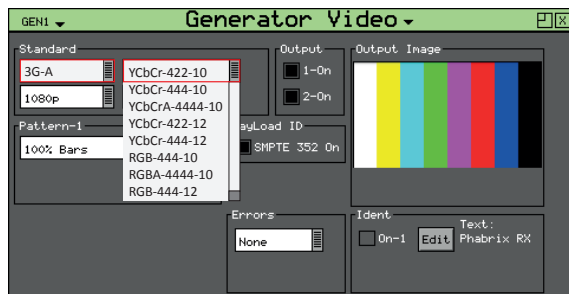 GEN1
Generator Video
Standard
3G-A
1080p
YCbCr-422-10
YCbCr-444-10
YCbCrA-4444-10
YCbCr-422-12
YCbCr-444-12
RGB-444-10
RGBA-4444-10
RGB-444-12
Output
1-On
2-On
Output Image
Pattern-1
100% Bars
ayLoad ID
SMPTE 352 On
Errors
None
Ident
On-1
Edit
Text:
Phabrix RX